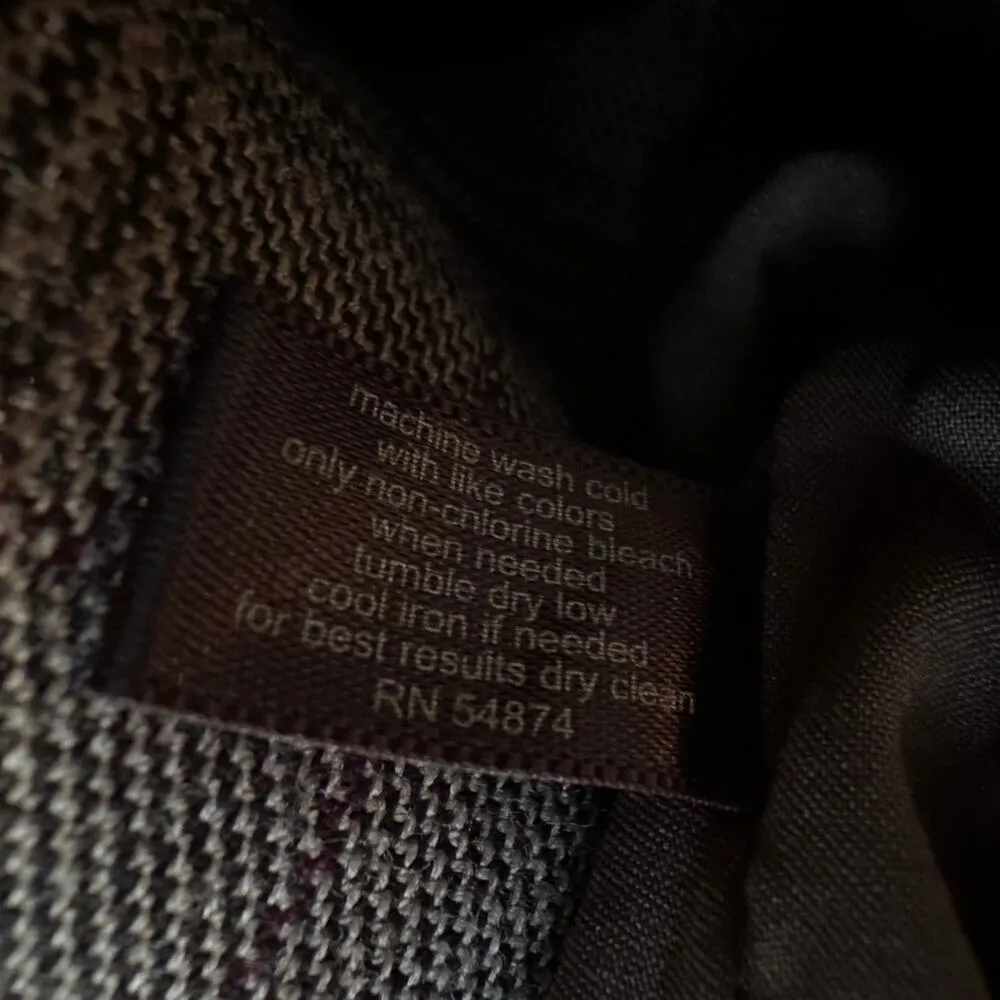 machine wash cold
with like colors
only non-chlorine bleach
when needed
tumble dry low
cool iron if needed
for best results dry clean
RN 54874